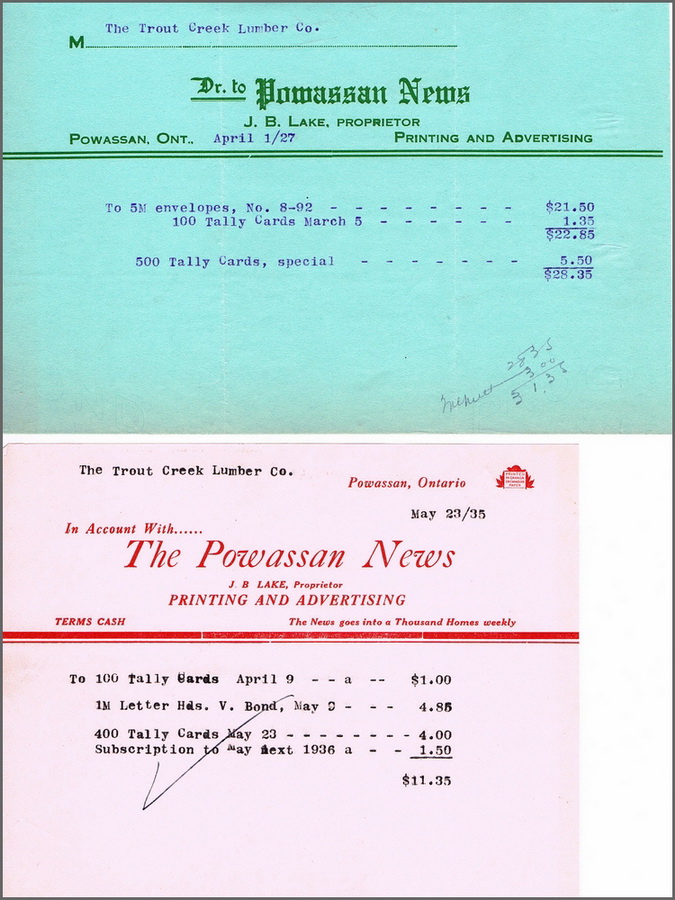 The Trout Creek Lumber Co.
M
Dr. to Powassan News
J. B. LAKE, PROPRIETOR
POWASSAN, ONT., April 1/27 PRINTING AND ADVERTISING
To 5M envelopes, No. 8-92 - - - - - - - - $21.50
100 Tally Cards March 5 - - - - - - - 1.35
$22.85
500 Tally Cards, special - - - - - - - 5.50
$28.35
2835
300
31.35
The Trout Creek Lumber Co.
Powassan, Ontario
May 23/35
In Account With......
The Powassan News
J. B LAKE, Proprietor
PRINTING AND ADVERTISING
TERMS CASH The News goes into a Thousand Homes weekly
To 100 Tally Cards April 9 - - a -- $1.00
1M Letter Hds. V. Bond, May 9 - - - 4.85
400 Tally Cards May 23 - - - - - - - - 4.00
Subscription to May next 1936 a - - 1.50
$11.35